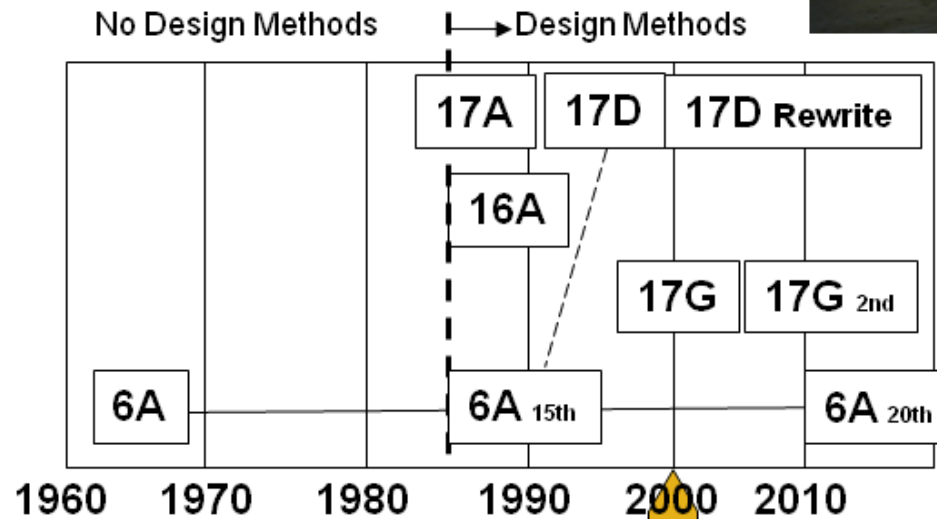 No Design Methods Design Methods
17A 17D 17D Rewrite
16A
17G 17G 2nd
6A 6A 15th 6A 20th
1960 1970 1980 1990 2000 2010